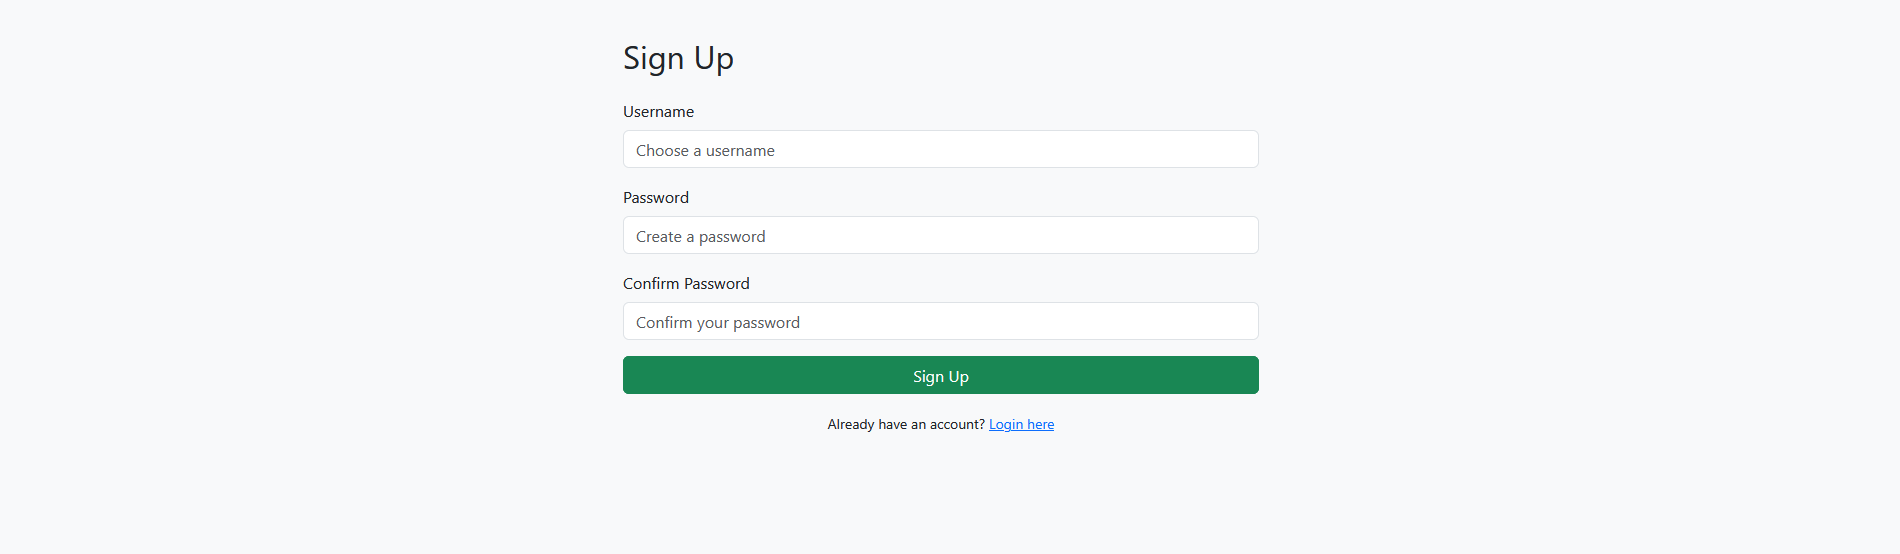 Sign Up
Username
Choose a username
Password
Create a password
Confirm Password
Confirm your password
Sign Up
Already have an account? Login here